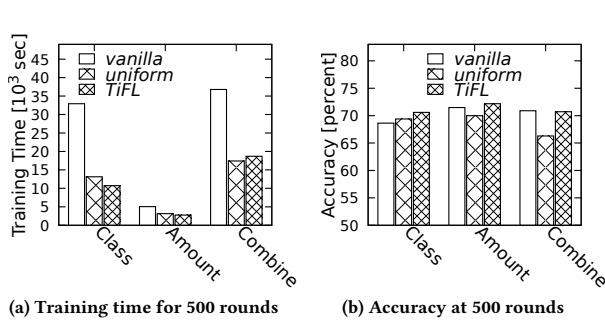 Training Time [10³ sec]
45
40
35
30
25
20
15
10
5
0
vanilla
uniform
TiFL
Class
Amount
Combine
(a) Training time for 500 rounds
Accuracy [percent]
80
75
70
65
60
55
50
vanilla
uniform
TiFL
Class
Amount
Combine
(b) Accuracy at 500 rounds